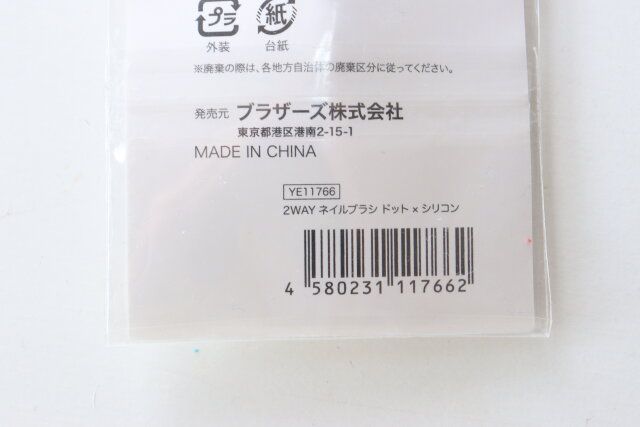 プラ 紙
外装 台紙
※廃棄の際は、各地方自治体の廃棄区分に従ってください。
発売元 ブラザーズ株式会社
東京都港区港南2-15-1
MADE IN CHINA
YE11766
2WAY ネイルブラシ ドット × シリコン
4 580231 117662